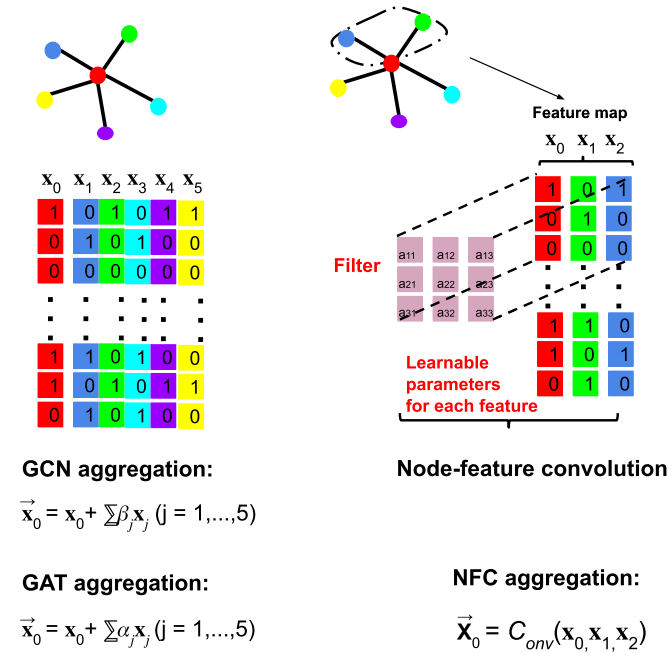 Feature map
x0 x1 x2
x0 x1 x2 x3 x4 x5
1 0 1 0 1 1
0 1 0 1 0 0
0 0 0 0 0 0
1 1 0 1 0 0
1 0 1 0 1 1
0 1 0 1 0 0
1 0 1
0 1 0
0 0 0
1 1 0
1 0 1
0 1 0
Filter
a11 a12 a13
a21 a22 a23
a31 a32 a33
Learnable
parameters
for each feature
GCN aggregation:
x⃗0 = x0 + ∑βjxj (j = 1,...,5)
GAT aggregation:
x⃗0 = x0 + ∑αjxj (j = 1,...,5)
Node-feature convolution
NFC aggregation:
x⃗0 = Conv(x0,x1,x2)